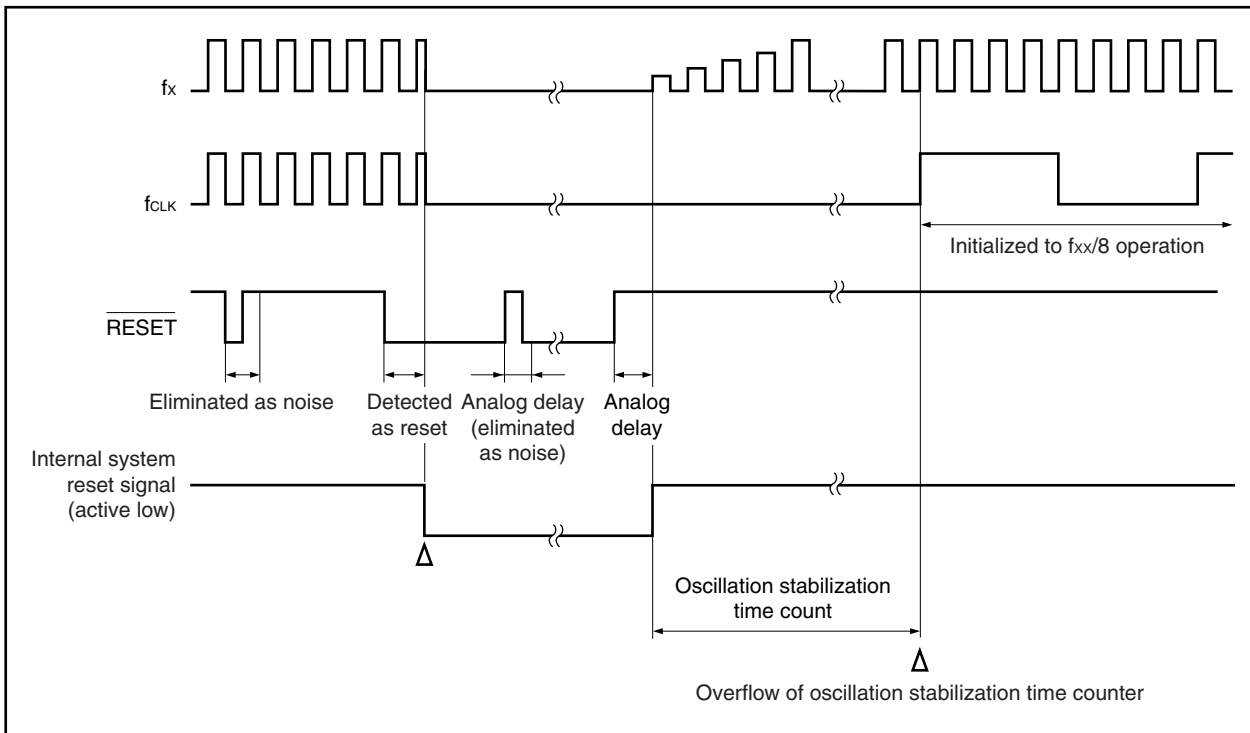 fX
fCLK
Initialized to fXX/8 operation
RESET
Eliminated as noise
Detected
as reset
Analog delay
(eliminated
as noise)
Analog
delay
Internal system
reset signal
(active low)
Oscillation stabilization
time count
Overflow of oscillation stabilization time counter